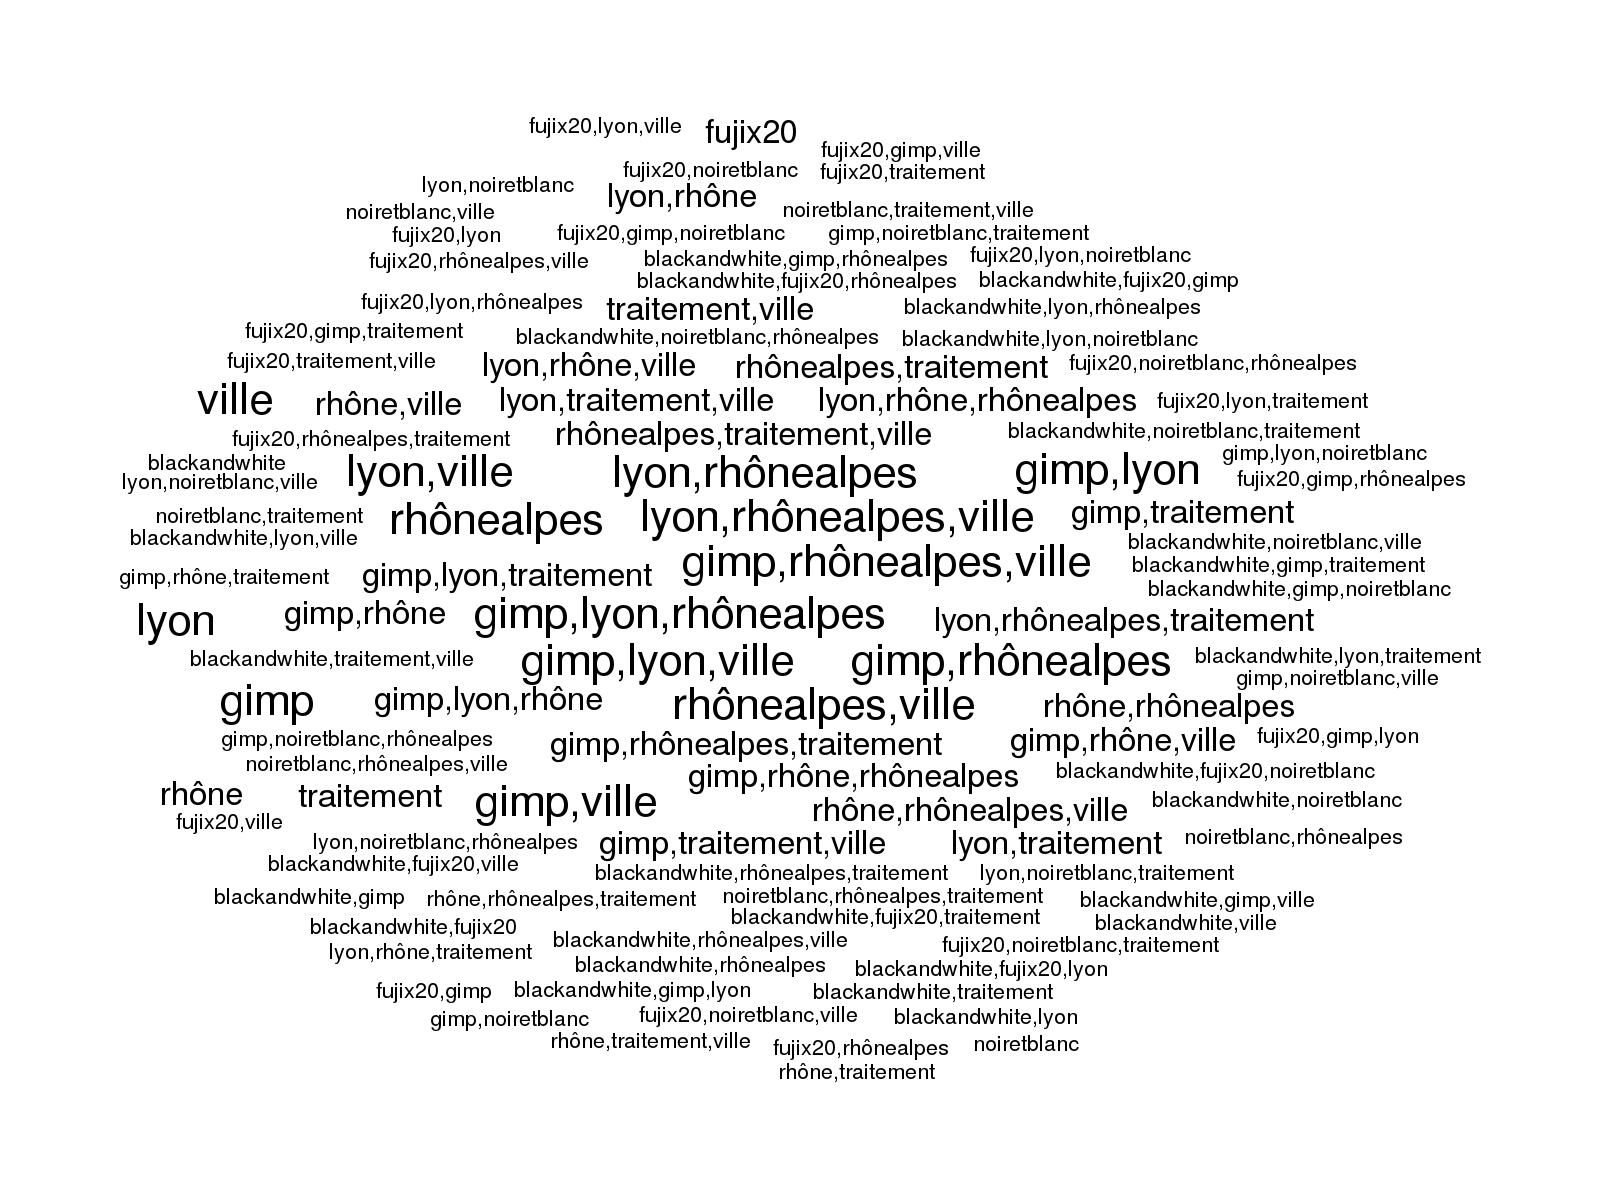 fujix20,lyon,ville fujix20
fujix20,gimp,ville
fujix20,noiretblanc fujix20,traitement
lyon,noiretblanc lyon,rhône
noiretblanc,ville noiretblanc,traitement,ville
fujix20,lyon fujix20,gimp,noiretblanc gimp,noiretblanc,traitement
fujix20,rhônealpes,ville blackandwhite,gimp,rhônealpes fujix20,lyon,noiretblanc
blackandwhite,fujix20,rhônealpes blackandwhite,fujix20,gimp
fujix20,lyon,rhônealpes traitement,ville blackandwhite,lyon,rhônealpes
fujix20,gimp,traitement blackandwhite,noiretblanc,rhônealpes blackandwhite,lyon,noiretblanc
fujix20,traitement,ville lyon,rhône,ville rhônealpes,traitement fujix20,noiretblanc,rhônealpes
ville rhône,ville lyon,traitement,ville lyon,rhône,rhônealpes fujix20,lyon,traitement
fujix20,rhônealpes,traitement rhônealpes,traitement,ville blackandwhite,noiretblanc,traitement
blackandwhite lyon,ville lyon,rhônealpes gimp,lyon gimp,lyon,noiretblanc
lyon,noiretblanc,ville fujix20,gimp,rhônealpes
noiretblanc,traitement rhônealpes lyon,rhônealpes,ville gimp,traitement
blackandwhite,lyon,ville blackandwhite,noiretblanc,ville
gimp,rhône,traitement gimp,lyon,traitement gimp,rhônealpes,ville blackandwhite,gimp,traitement
blackandwhite,gimp,noiretblanc
lyon gimp,rhône gimp,lyon,rhônealpes lyon,rhônealpes,traitement
blackandwhite,traitement,ville gimp,lyon,ville gimp,rhônealpes blackandwhite,lyon,traitement
gimp,noiretblanc,ville
gimp gimp,lyon,rhône rhônealpes,ville rhône,rhônealpes
gimp,noiretblanc,rhônealpes gimp,rhônealpes,traitement gimp,rhône,ville fujix20,gimp,lyon
noiretblanc,rhônealpes,ville gimp,rhône,rhônealpes blackandwhite,fujix20,noiretblanc
rhône traitement gimp,ville rhône,rhônealpes,ville blackandwhite,noiretblanc
fujix20,ville
lyon,noiretblanc,rhônealpes gimp,traitement,ville lyon,traitement noiretblanc,rhônealpes
blackandwhite,fujix20,ville blackandwhite,rhônealpes,traitement lyon,noiretblanc,traitement
blackandwhite,gimp rhône,rhônealpes,traitement noiretblanc,rhônealpes,traitement blackandwhite,gimp,ville
blackandwhite,fujix20 blackandwhite,fujix20,traitement blackandwhite,ville
lyon,rhône,traitement blackandwhite,rhônealpes,ville fujix20,noiretblanc,traitement
blackandwhite,rhônealpes blackandwhite,fujix20,lyon
fujix20,gimp blackandwhite,gimp,lyon blackandwhite,traitement
gimp,noiretblanc fujix20,noiretblanc,ville blackandwhite,lyon
rhône,traitement,ville fujix20,rhônealpes noiretblanc
rhône,traitement